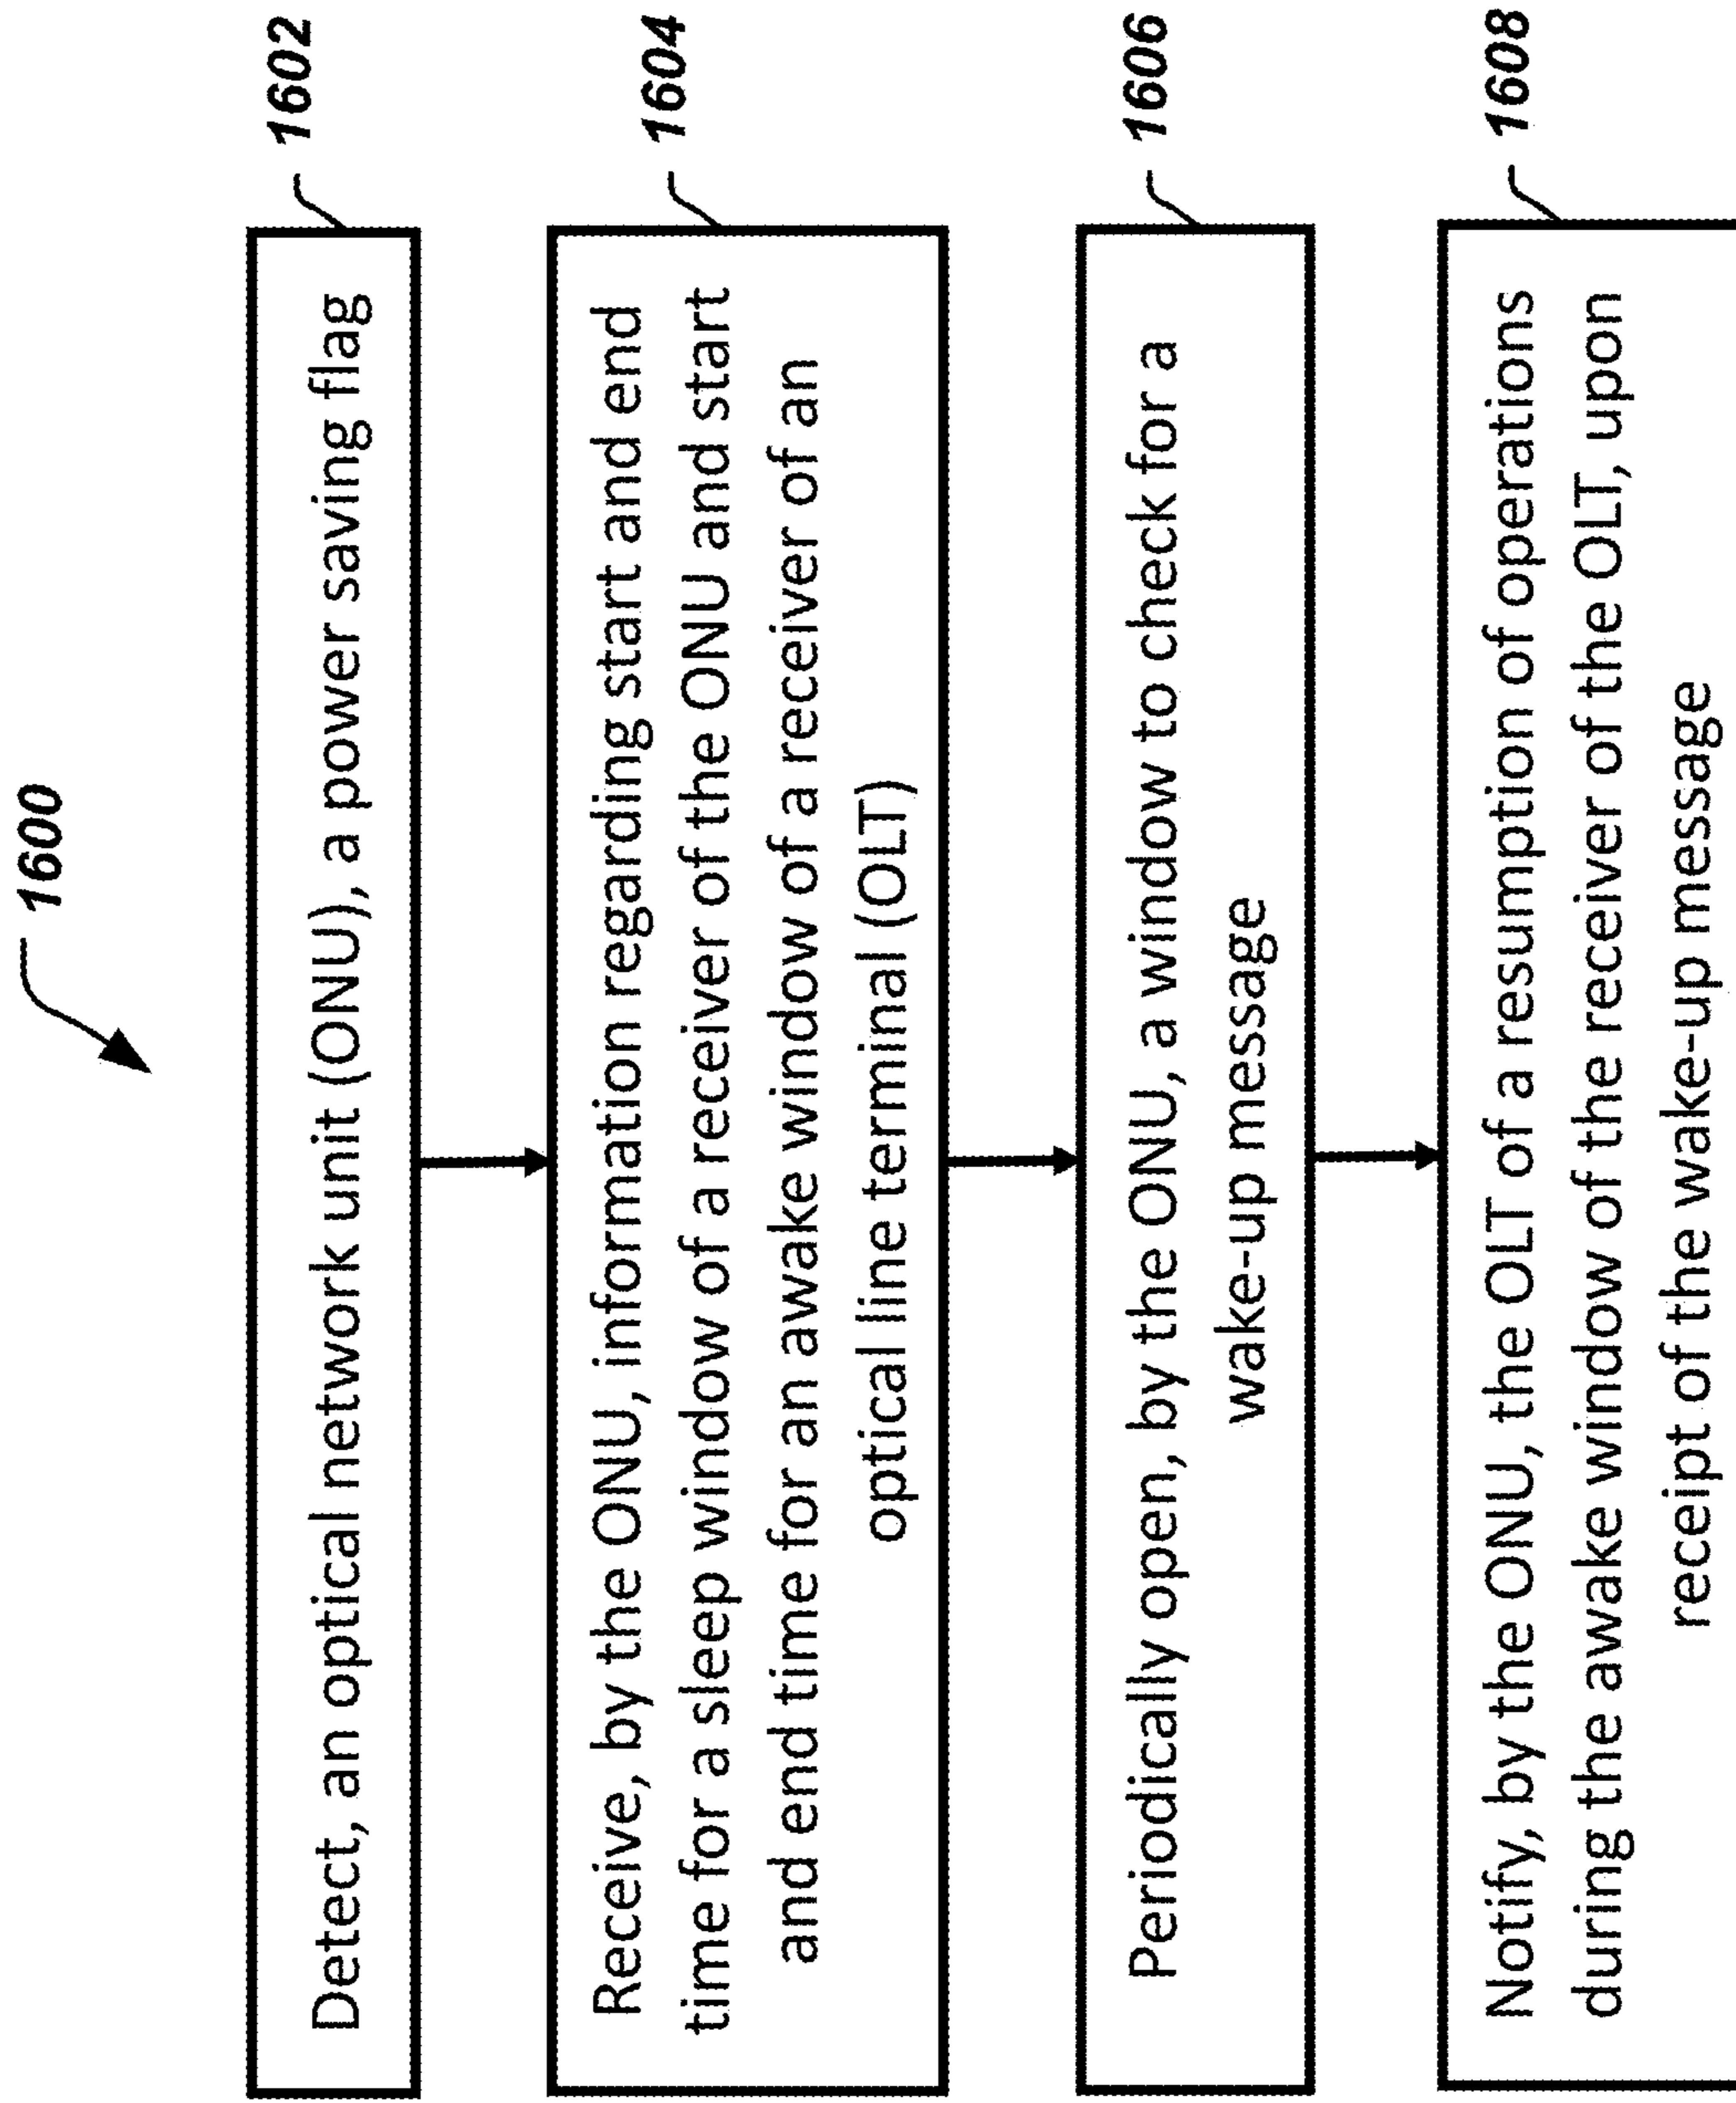 1600
Detect, an optical network unit (ONU), a power saving flag
1602
Receive, by the ONU, information regarding start and end
time for a sleep window of a receiver of the ONU and start
and end time for an awake window of a receiver of an
optical line terminal (OLT)
1604
Periodically open, by the ONU, a window to check for a
wake-up message
1606
Notify, by the ONU, the OLT of a resumption of operations
during the awake window of the receiver of the OLT, upon
receipt of the wake-up message
1608